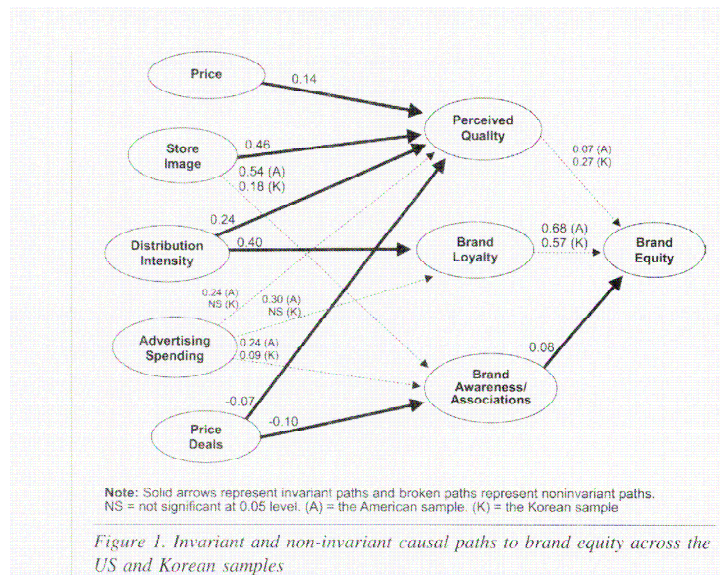 Price
0.14
Perceived
Quality
Store
Image
0.46
0.54 (A)
0.18 (K)
0.07 (A)
0.27 (K)
0.24
Distribution
Intensity
0.40
Brand
Loyalty
0.68 (A)
0.57 (K)
Brand
Equity
0.24 (A)
NS (K)
0.30 (A)
NS (K)
Advertising
Spending
0.24 (A)
0.09 (K)
0.08
Brand
Awareness/
Associations
-0.07
-0.10
Price
Deals
Note: Solid arrows represent invariant paths and broken paths represent noninvariant paths.
NS = not significant at 0.05 level. (A) = the American sample. (K) = the Korean sample
Figure 1. Invariant and non-invariant causal paths to brand equity across the
US and Korean samples